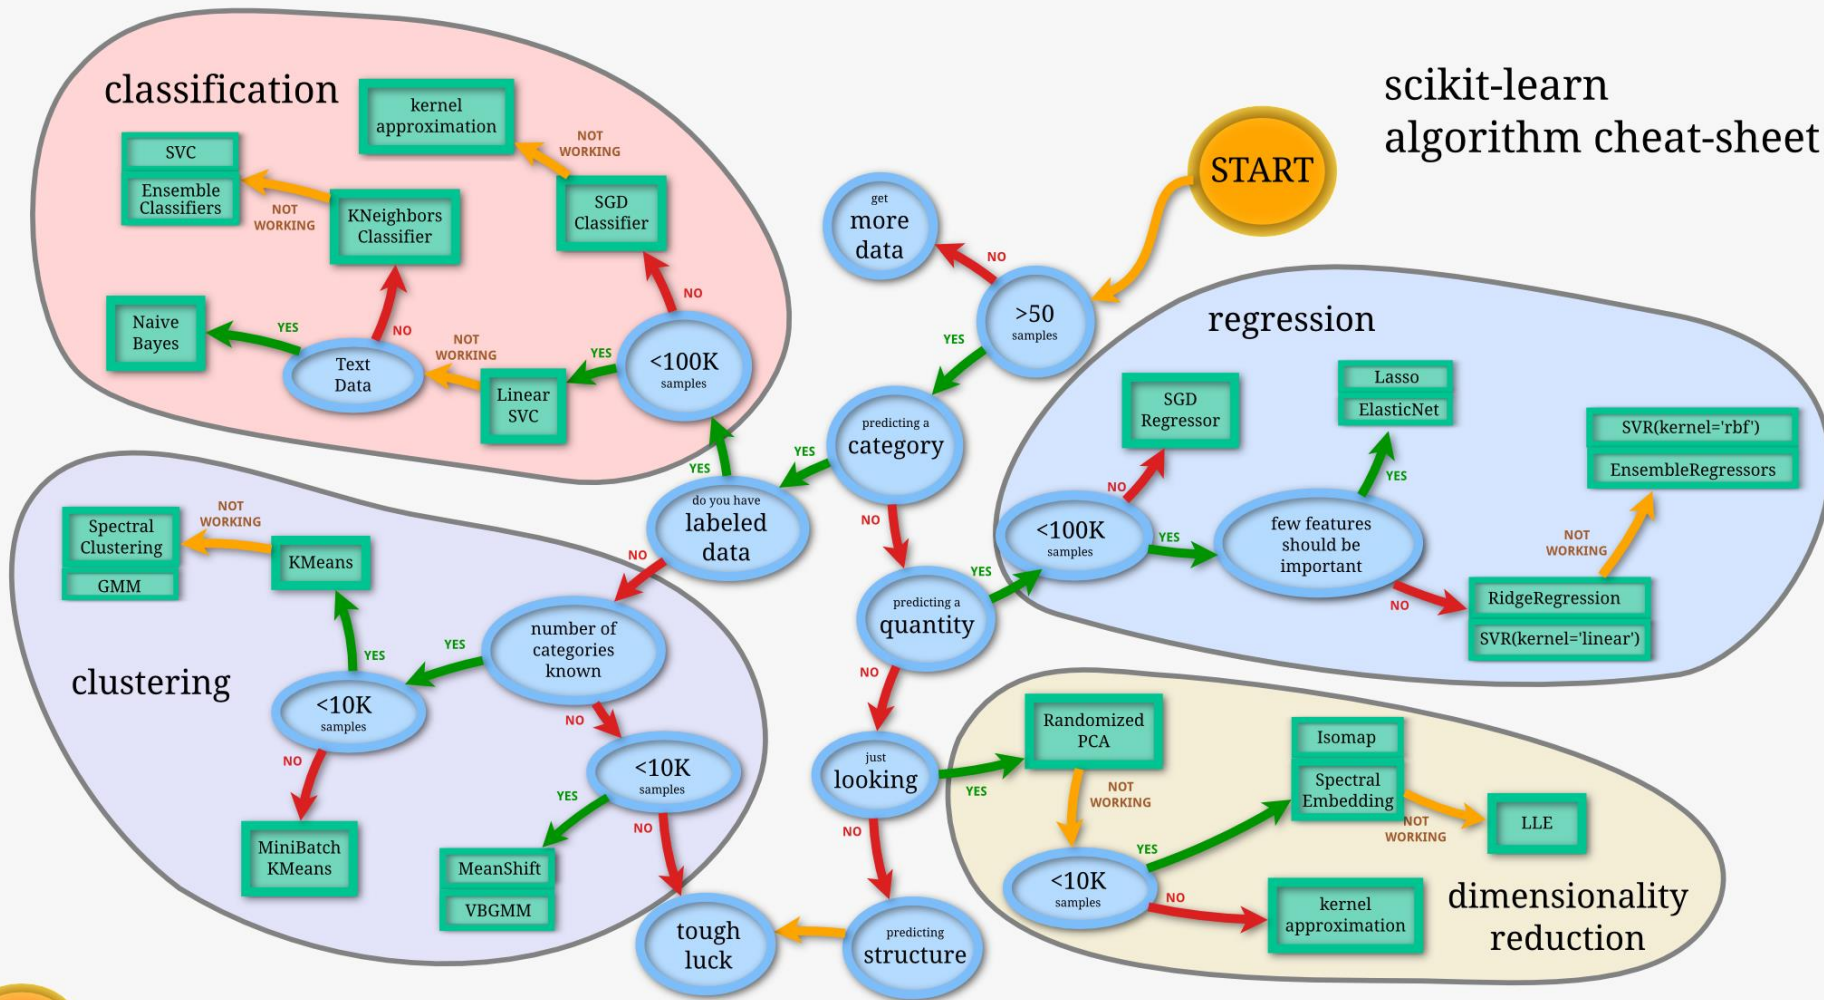 scikit-learn
algorithm cheat-sheet
START
classification
kernel
approximation
NOT
WORKING
SVC
Ensemble
Classifiers
NOT
WORKING
KNeighbors
Classifier
SGD
Classifier
NO
Naive
Bayes
YES
Text
Data
NO
NOT
WORKING
Linear
SVC
YES
<100K
samples
get
more
data
NO
>50
samples
YES
predicting a
category
YES
NO
YES
do you have
labeled
data
NO
predicting a
quantity
YES
NO
just
looking
YES
NO
predicting
structure
tough
luck
regression
SGD
Regressor
NO
<100K
samples
YES
Lasso
ElasticNet
YES
few features
should be
important
NO
SVR(kernel='rbf')
EnsembleRegressors
NOT
WORKING
RidgeRegression
SVR(kernel='linear')
clustering
Spectral
Clustering
GMM
NOT
WORKING
KMeans
YES
<10K
samples
YES
number of
categories
known
NO
NO
MiniBatch
KMeans
<10K
samples
YES
NO
MeanShift
VBGMM
Randomized
PCA
NOT
WORKING
<10K
samples
YES
NO
Isomap
Spectral
Embedding
NOT
WORKING
LLE
kernel
approximation
dimensionality
reduction